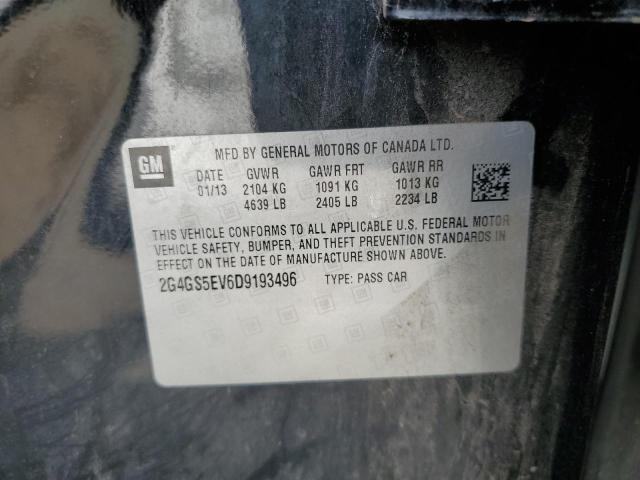 GM
MFD BY GENERAL MOTORS OF CANADA LTD.
DATE GVWR GAWR FRT GAWR RR
01/13 2104 KG 1091 KG 1013 KG
4639 LB 2405 LB 2234 LB
THIS VEHICLE CONFORMS TO ALL APPLICABLE U.S. FEDERAL MOTOR
VEHICLE SAFETY, BUMPER, AND THEFT PREVENTION STANDARDS IN
EFFECT ON THE DATE OF MANUFACTURE SHOWN ABOVE.
2G4GS5EV6D9193496 TYPE: PASS CAR